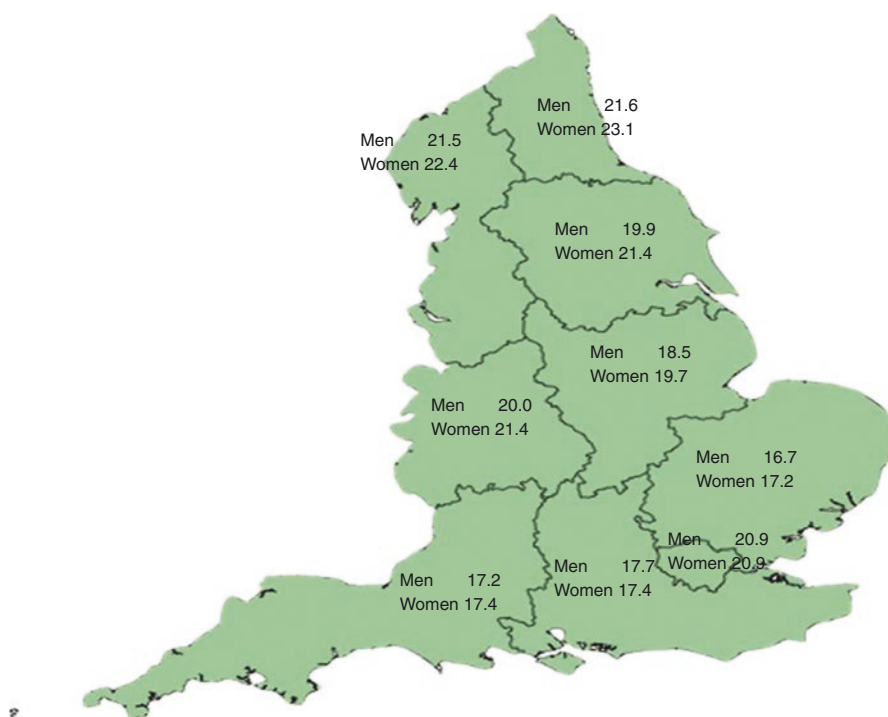 Men 21.6
Women 23.1
Men 21.5
Women 22.4
Men 19.9
Women 21.4
Men 18.5
Women 19.7
Men 20.0
Women 21.4
Men 16.7
Women 17.2
Men 20.9
Women 20.9
Men 17.7
Women 17.4
Men 17.2
Women 17.4